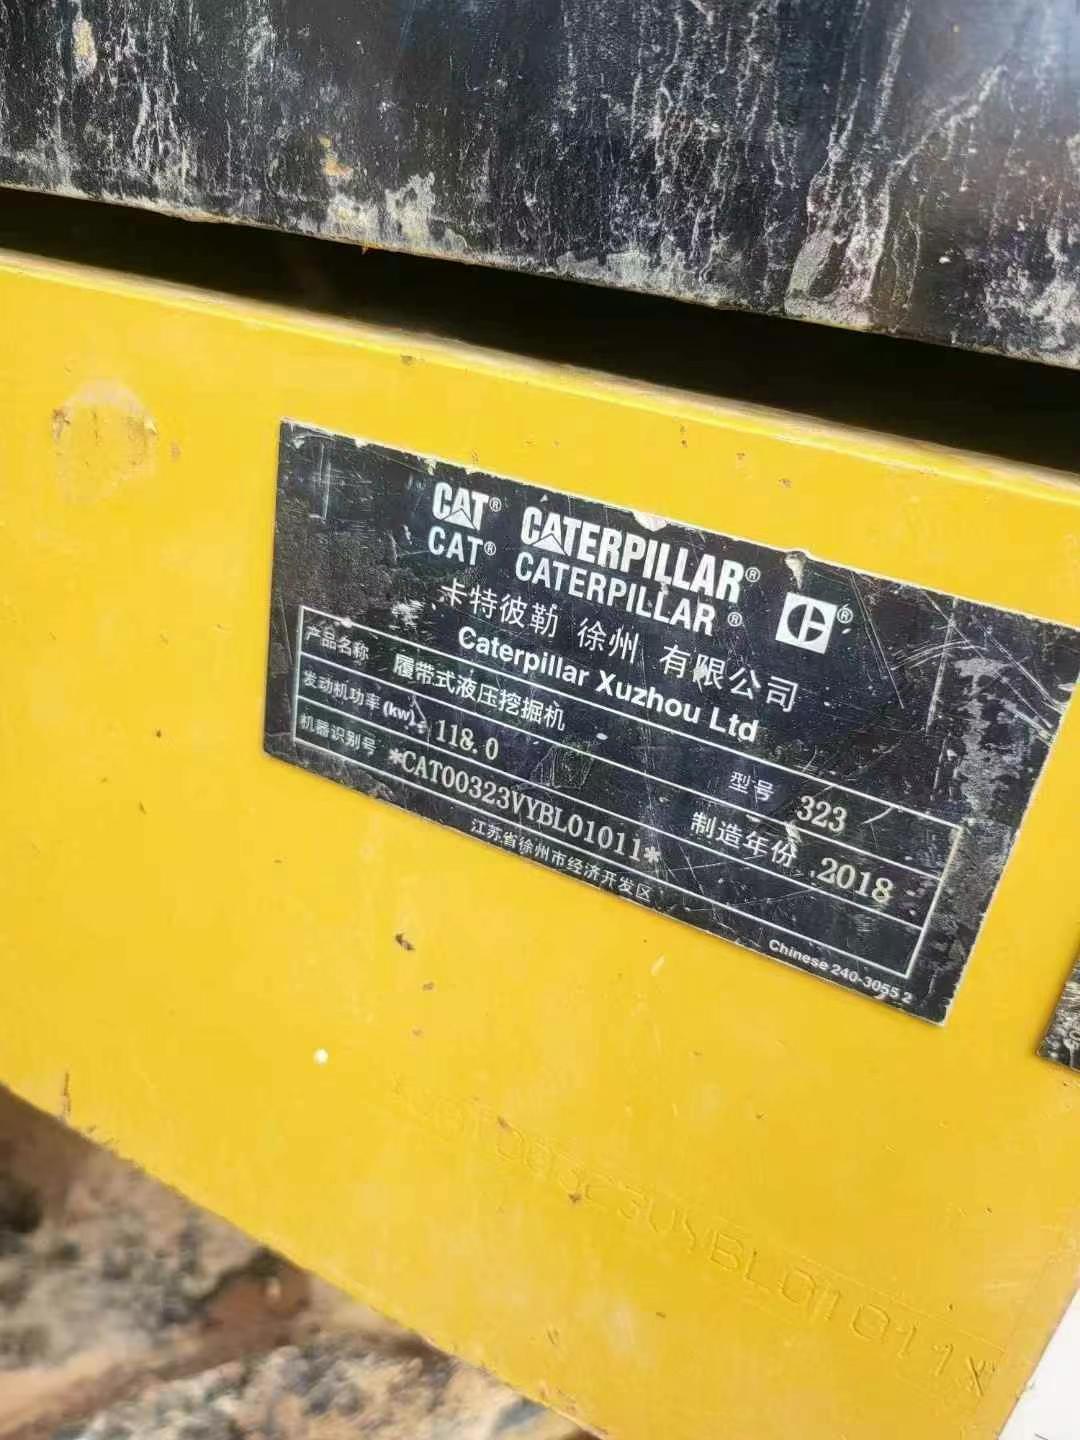 CAT® CATERPILLAR®
CAT® CATERPILLAR®
卡特彼勒 徐州 有限公司
Caterpillar Xuzhou Ltd
产品名称 履带式液压挖掘机 型号 323
发动机功率(kw) 118.0 制造年份 2018
机器识别号 *CAT00323VYBL01011*
江苏省徐州市经济开发区
Chinese 240-3055 2